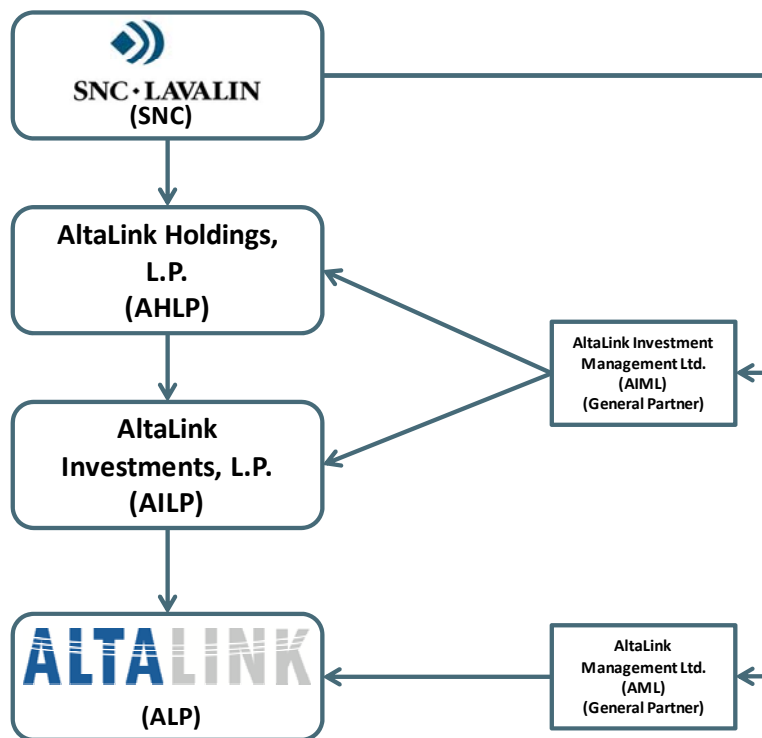 SNC•LAVALIN
(SNC)
AltaLink Holdings,
L.P.
(AHLP)
AltaLink Investment
Management Ltd.
(AIML)
(General Partner)
AltaLink
Investments, L.P.
(AILP)
ALTALINK
(ALP)
AltaLink
Management Ltd.
(AML)
(General Partner)